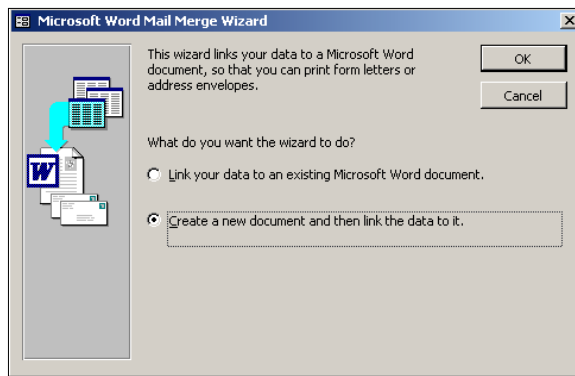 Microsoft Word Mail Merge Wizard
This wizard links your data to a Microsoft Word
document, so that you can print form letters or
address envelopes.
OK
Cancel
What do you want the wizard to do?
Link your data to an existing Microsoft Word document.
Create a new document and then link the data to it.
W